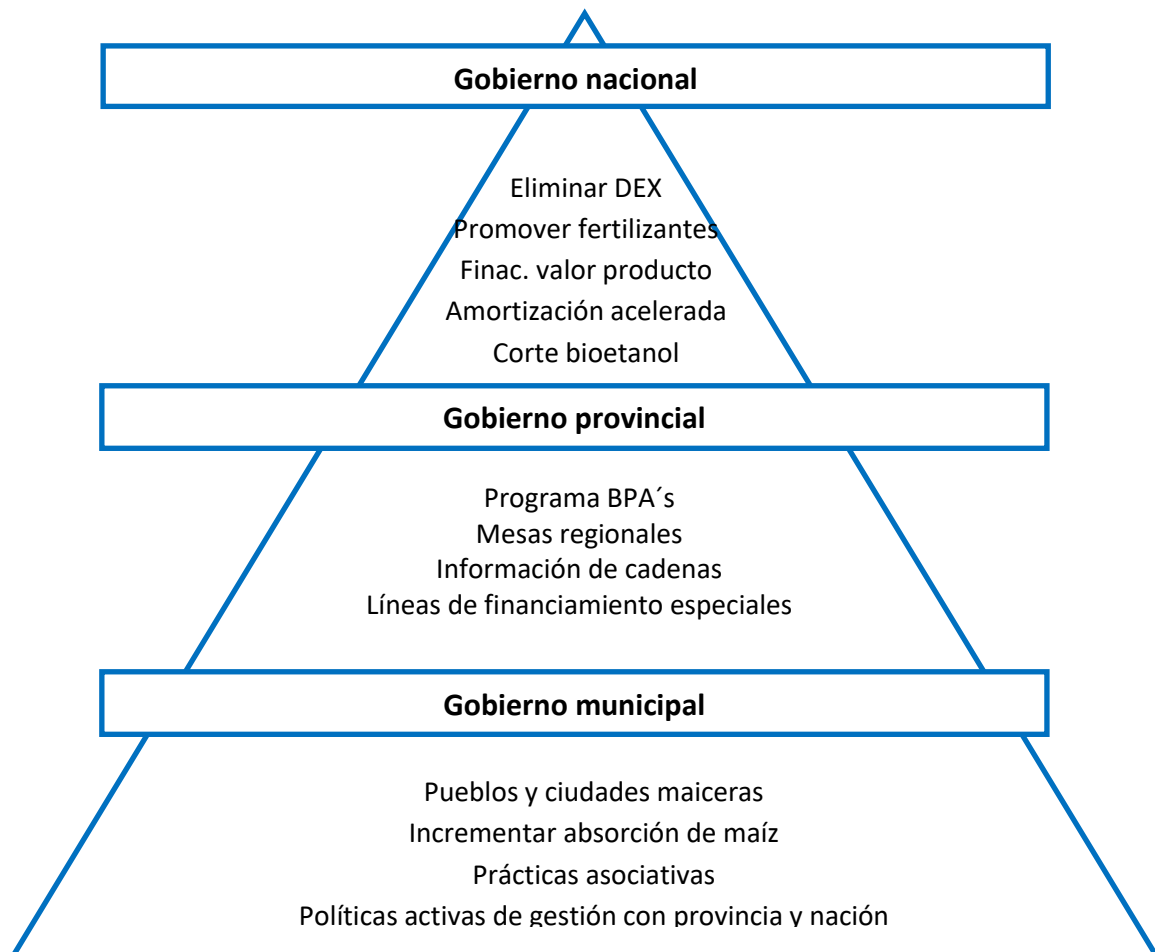 Gobierno nacional
Eliminar DEX
Promover fertilizantes
Finac. valor producto
Amortización acelerada
Corte bioetanol
Gobierno provincial
Programa BPA´s
Mesas regionales
Información de cadenas
Líneas de financiamiento especiales
Gobierno municipal
Pueblos y ciudades maiceras
Incrementar absorción de maíz
Prácticas asociativas
Políticas activas de gestión con provincia y nación